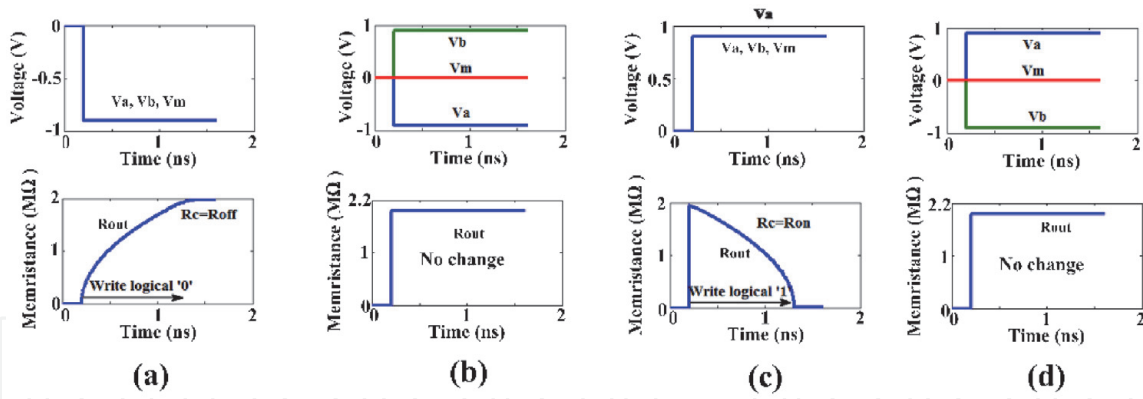 Voltage (V)
0
-0.5
-1
0 1 2
Va, Vb, Vm
Time (ns)
Voltage (V)
1
0
-1
0 1 2
Vb
Vm
Va
Time (ns)
Va
Voltage (V)
1
0.5
0
0 1 2
Va, Vb, Vm
Time (ns)
Voltage (V)
1
0
-1
0 1 2
Va
Vm
Vb
Time (ns)
Memristance (MΩ)
2
1
0
0 1 2
Rc=Roff
Rout
Write logical '0'
Time (ns)
Memristance (MΩ)
2.2
1
0
0 1 2
Rout
No change
Time (ns)
Memristance (MΩ)
2
1
0
0 1 2
Rc=Ron
Rout
Write logical '1'
Time (ns)
Memristance (MΩ)
2.2
1
0
0 1 2
Rout
No change
Time (ns)
(a) (b) (c) (d)